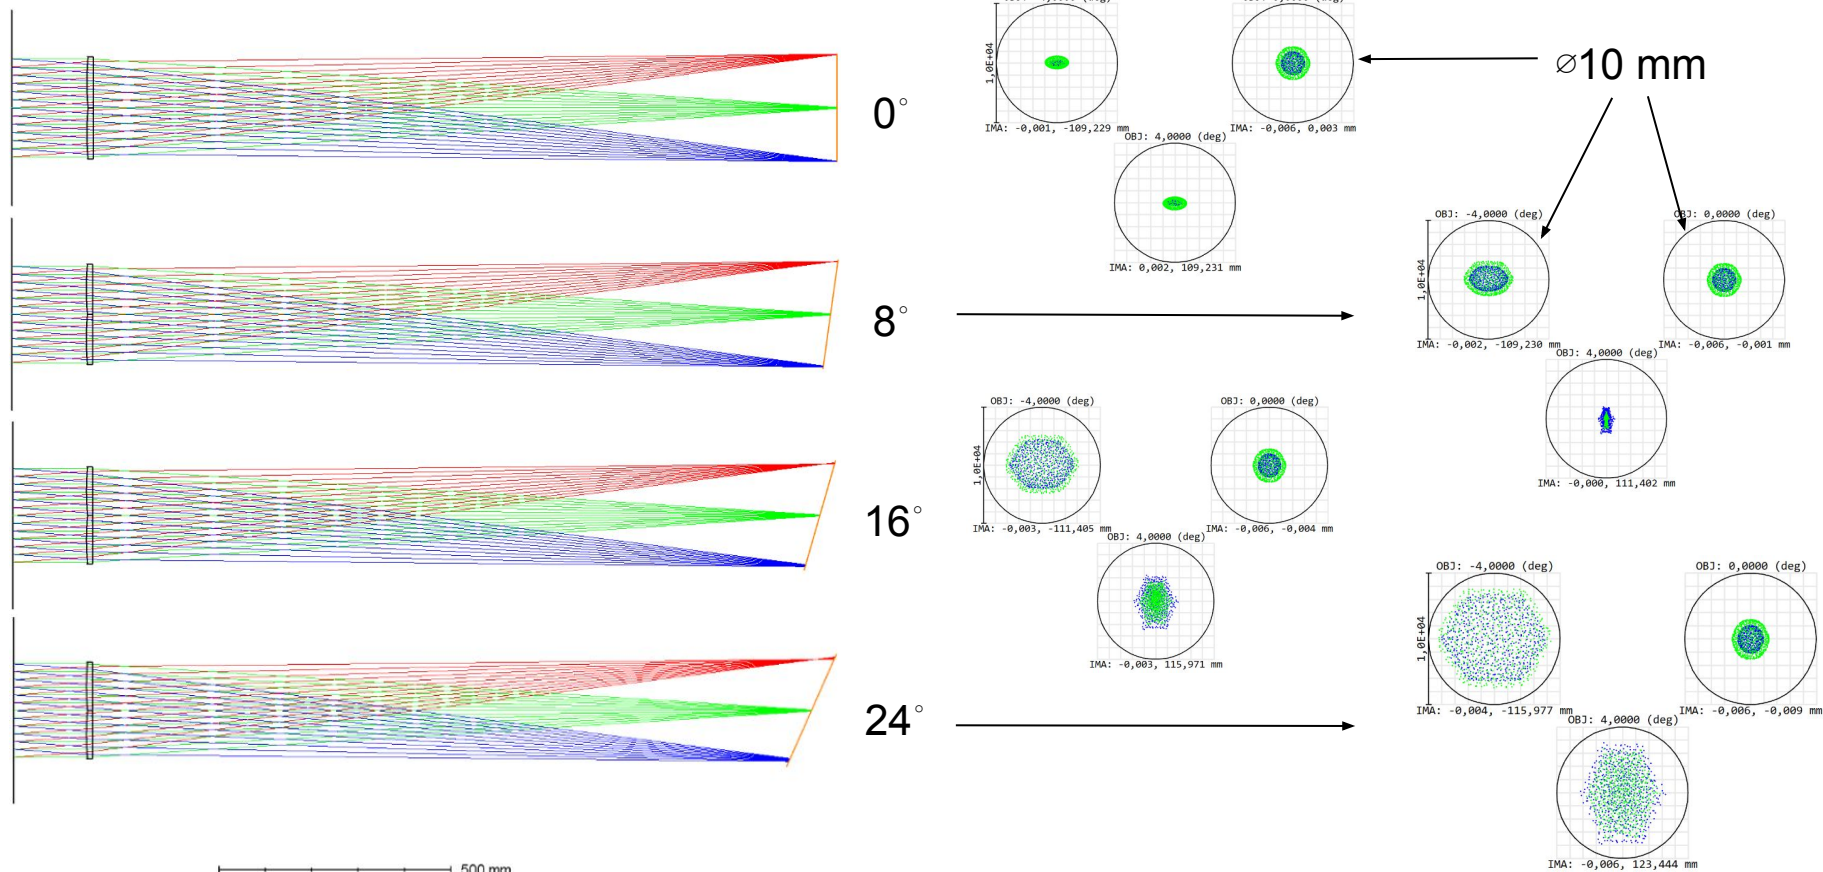 0°
1,0E+04
IMA: -0,001, -109,229 mm
IMA: -0,006, 0,003 mm
OBJ: 4,0000 (deg)
IMA: 0,002, 109,231 mm
⌀10 mm
8°
OBJ: -4,0000 (deg)
OBJ: 0,0000 (deg)
1,0E+04
IMA: -0,002, -109,230 mm
IMA: -0,006, -0,001 mm
OBJ: 4,0000 (deg)
IMA: -0,000, 111,402 mm
16°
OBJ: -4,0000 (deg)
OBJ: 0,0000 (deg)
1,0E+04
IMA: -0,003, -111,405 mm
IMA: -0,006, -0,004 mm
OBJ: 4,0000 (deg)
IMA: -0,003, 115,971 mm
24°
OBJ: -4,0000 (deg)
OBJ: 0,0000 (deg)
1,0E+04
IMA: -0,004, -115,977 mm
IMA: -0,006, -0,009 mm
OBJ: 4,0000 (deg)
IMA: -0,006, 123,444 mm
500 mm